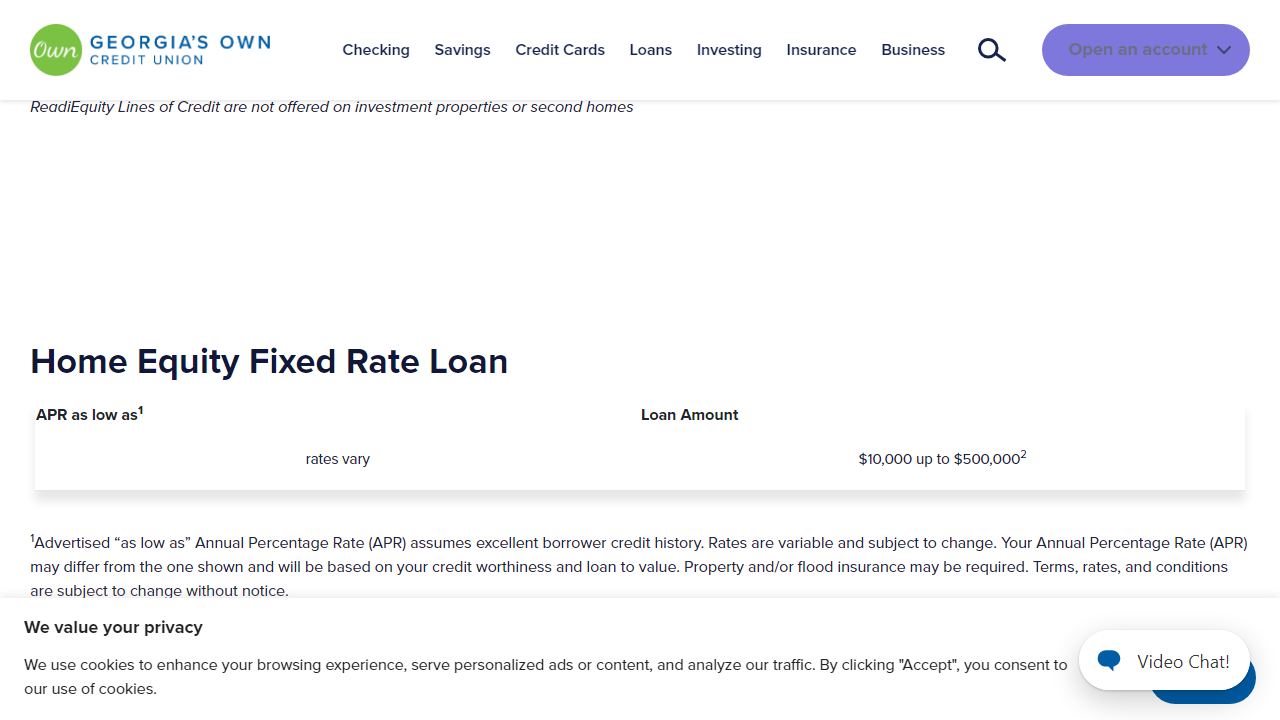 Own
GEORGIA'S OWN
CREDIT UNION
Checking
Savings
Credit Cards
Loans
Investing
Insurance
Business
Open an account
ReadiEquity Lines of Credit are not offered on investment properties or second homes
Home Equity Fixed Rate Loan
APR as low as1
Loan Amount
rates vary
$10,000 up to $500,0002
1Advertised “as low as” Annual Percentage Rate (APR) assumes excellent borrower credit history. Rates are variable and subject to change. Your Annual Percentage Rate (APR)
may differ from the one shown and will be based on your credit worthiness and loan to value. Property and/or flood insurance may be required. Terms, rates, and conditions
are subject to change without notice.
We value your privacy
We use cookies to enhance your browsing experience, serve personalized ads or content, and analyze our traffic. By clicking "Accept", you consent to
our use of cookies.
Video Chat!